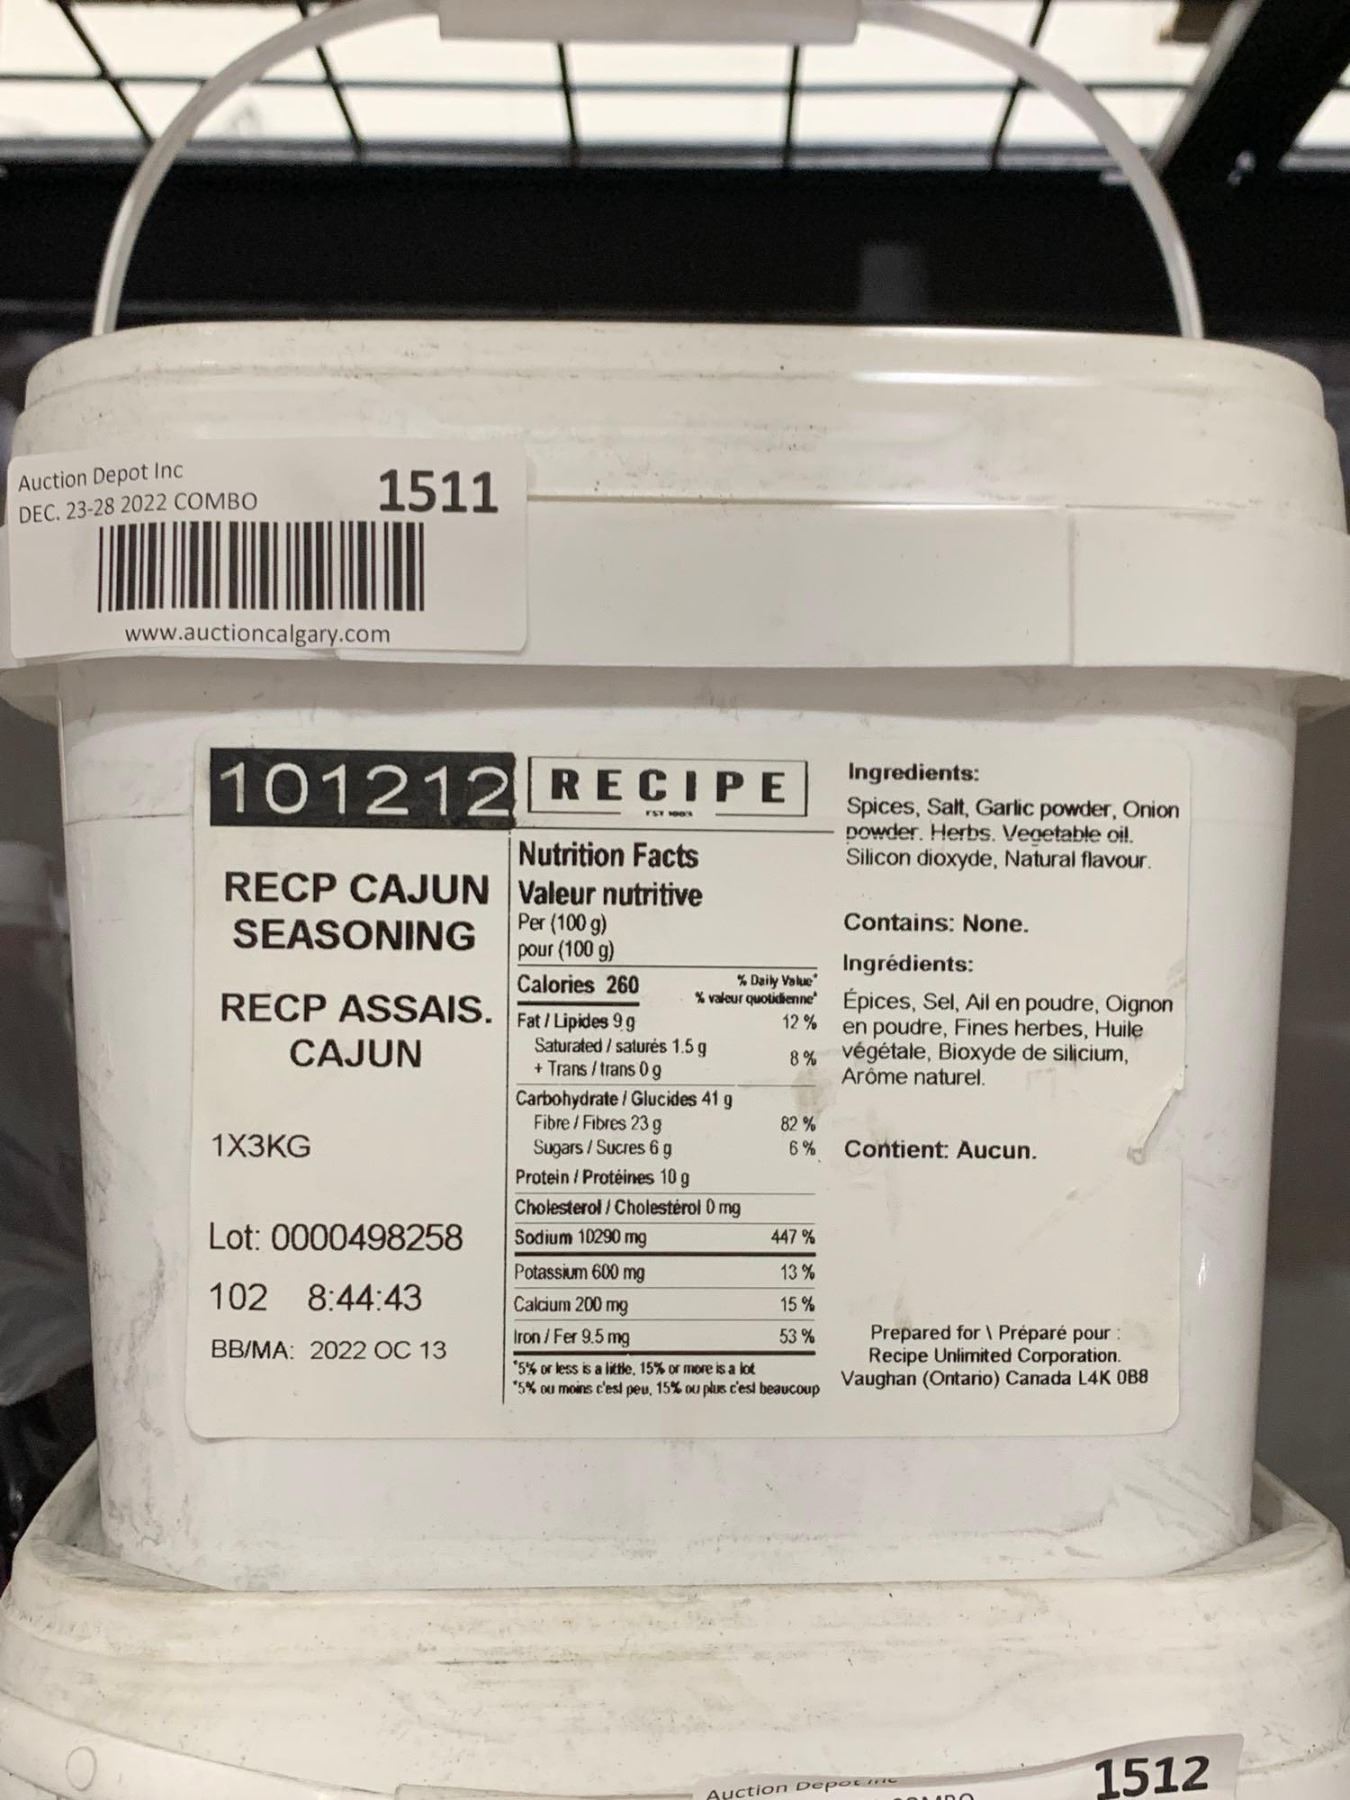 Auction Depot Inc
1511
DEC. 23-28 2022 COMBO
www.auctioncalgary.com
101212
RECIPE
RECP CAJUN
SEASONING
RECP ASSAIS.
CAJUN
1X3KG
Lot: 0000498258
102 8:44:43
BB/MA: 2022 OC 13
Nutrition Facts
Valeur nutritive
Per (100 g)
pour (100 g)
Calories 260
% Daily Value*
% valeur quotidienne*
Fat / Lipides 9 g 12 %
Saturated / saturés 1.5 g
+ Trans / trans 0 g 8 %
Carbohydrate / Glucides 41 g
Fibre / Fibres 23 g 82 %
Sugars / Sucres 6 g 6 %
Protein / Protéines 10 g
Cholesterol / Cholestérol 0 mg
Sodium 10290 mg 447 %
Potassium 600 mg 13 %
Calcium 200 mg 15 %
Iron / Fer 9.5 mg 53 %
*5% or less is a little, 15% or more is a lot
*5% ou moins c'est peu, 15% ou plus c'est beaucoup
Ingredients:
Spices, Salt, Garlic powder, Onion
powder. Herbs. Vegetable oil.
Silicon dioxyde, Natural flavour.
Contains: None.
Ingrédients:
Épices, Sel, Ail en poudre, Oignon
en poudre, Fines herbes, Huile
végétale, Bioxyde de silicium,
Arôme naturel.
Contient: Aucun.
Prepared for \ Préparé pour :
Recipe Unlimited Corporation.
Vaughan (Ontario) Canada L4K 0B8
Auction Depot Inc
1512